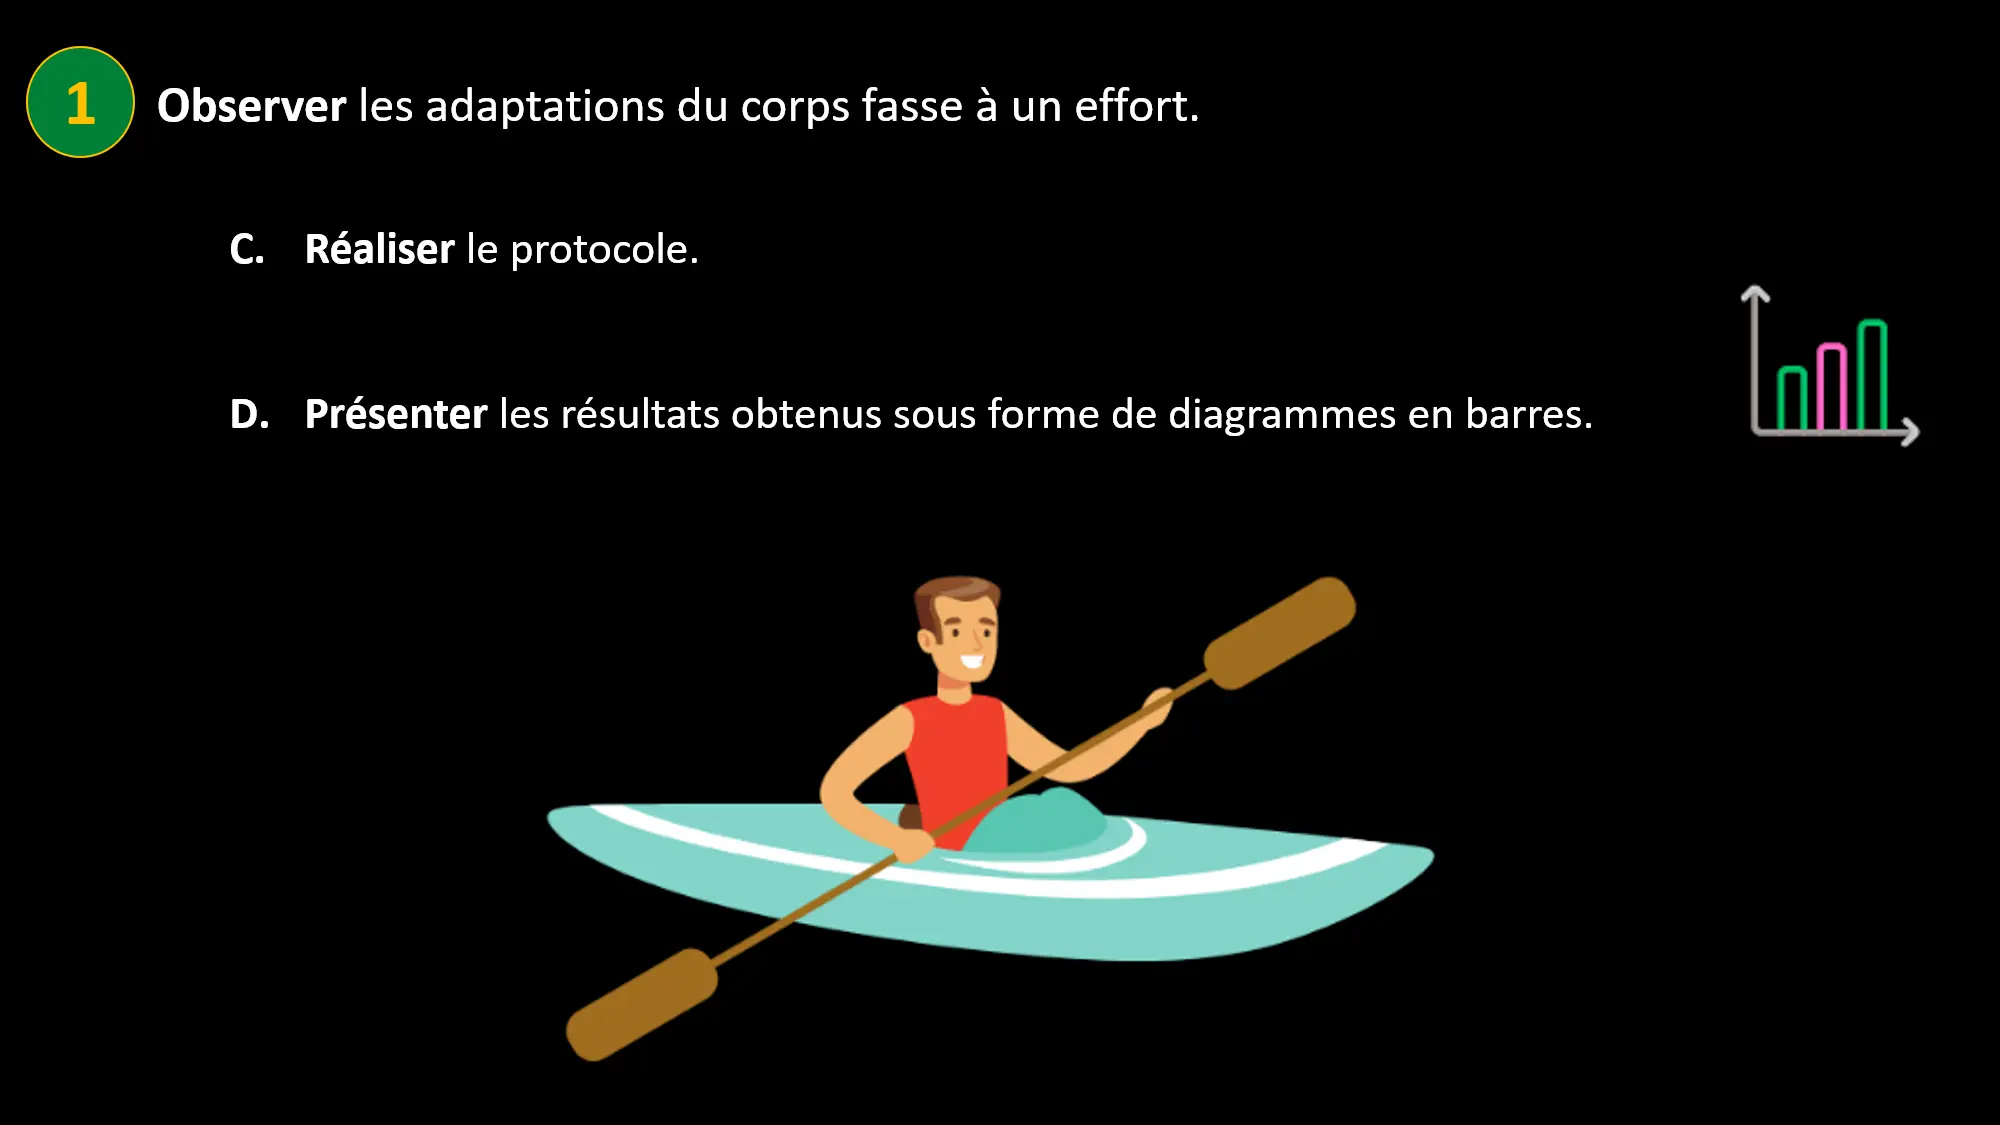 1 Observer les adaptations du corps fasse à un effort.
C. Réaliser le protocole.
D. Présenter les résultats obtenus sous forme de diagrammes en barres.